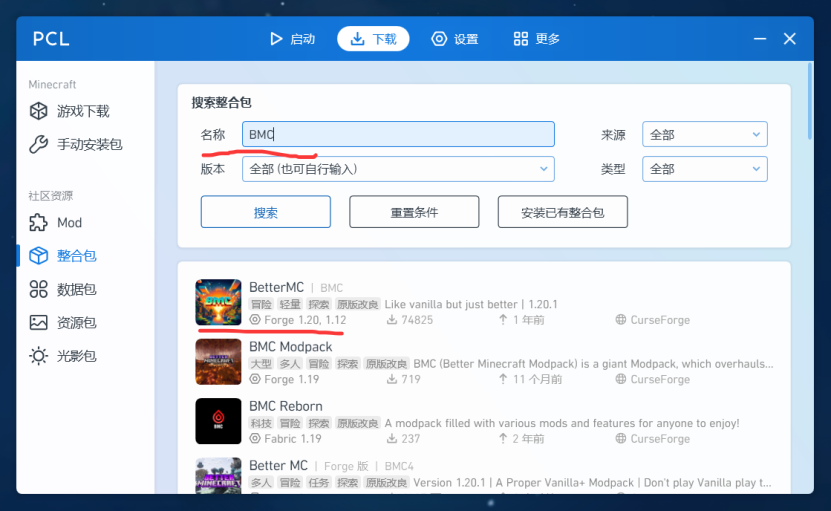 PCL
启动
下载
设置
更多
Minecraft
游戏下载
手动安装包
社区资源
Mod
整合包
数据包
资源包
光影包
搜索整合包
名称 BMC 来源 全部
版本 全部 (也可自行输入) 类型 全部
搜索 重置条件 安装已有整合包
BetterMC | BMC
冒险 轻量 探索 原版改良 Like vanilla but just better | 1.20.1
Forge 1.20, 1.12 74825 1 年前 CurseForge
BMC Modpack
大型 多人 冒险 探索 原版改良 BMC (Better Minecraft Modpack) is a giant Modpack, which overhauls...
Forge 1.19 719 11 个月前 CurseForge
BMC Reborn
科技 冒险 探索 原版改良 A modpack filled with various mods and features for anyone to enjoy!
Fabric 1.19 237 2 年前 CurseForge
Better MC | Forge 版 | BMC4
多人 冒险 任务 探索 原版改良 Version 1.20.1 | A Proper Vanilla+ Modpack | Don't play Vanilla play t...